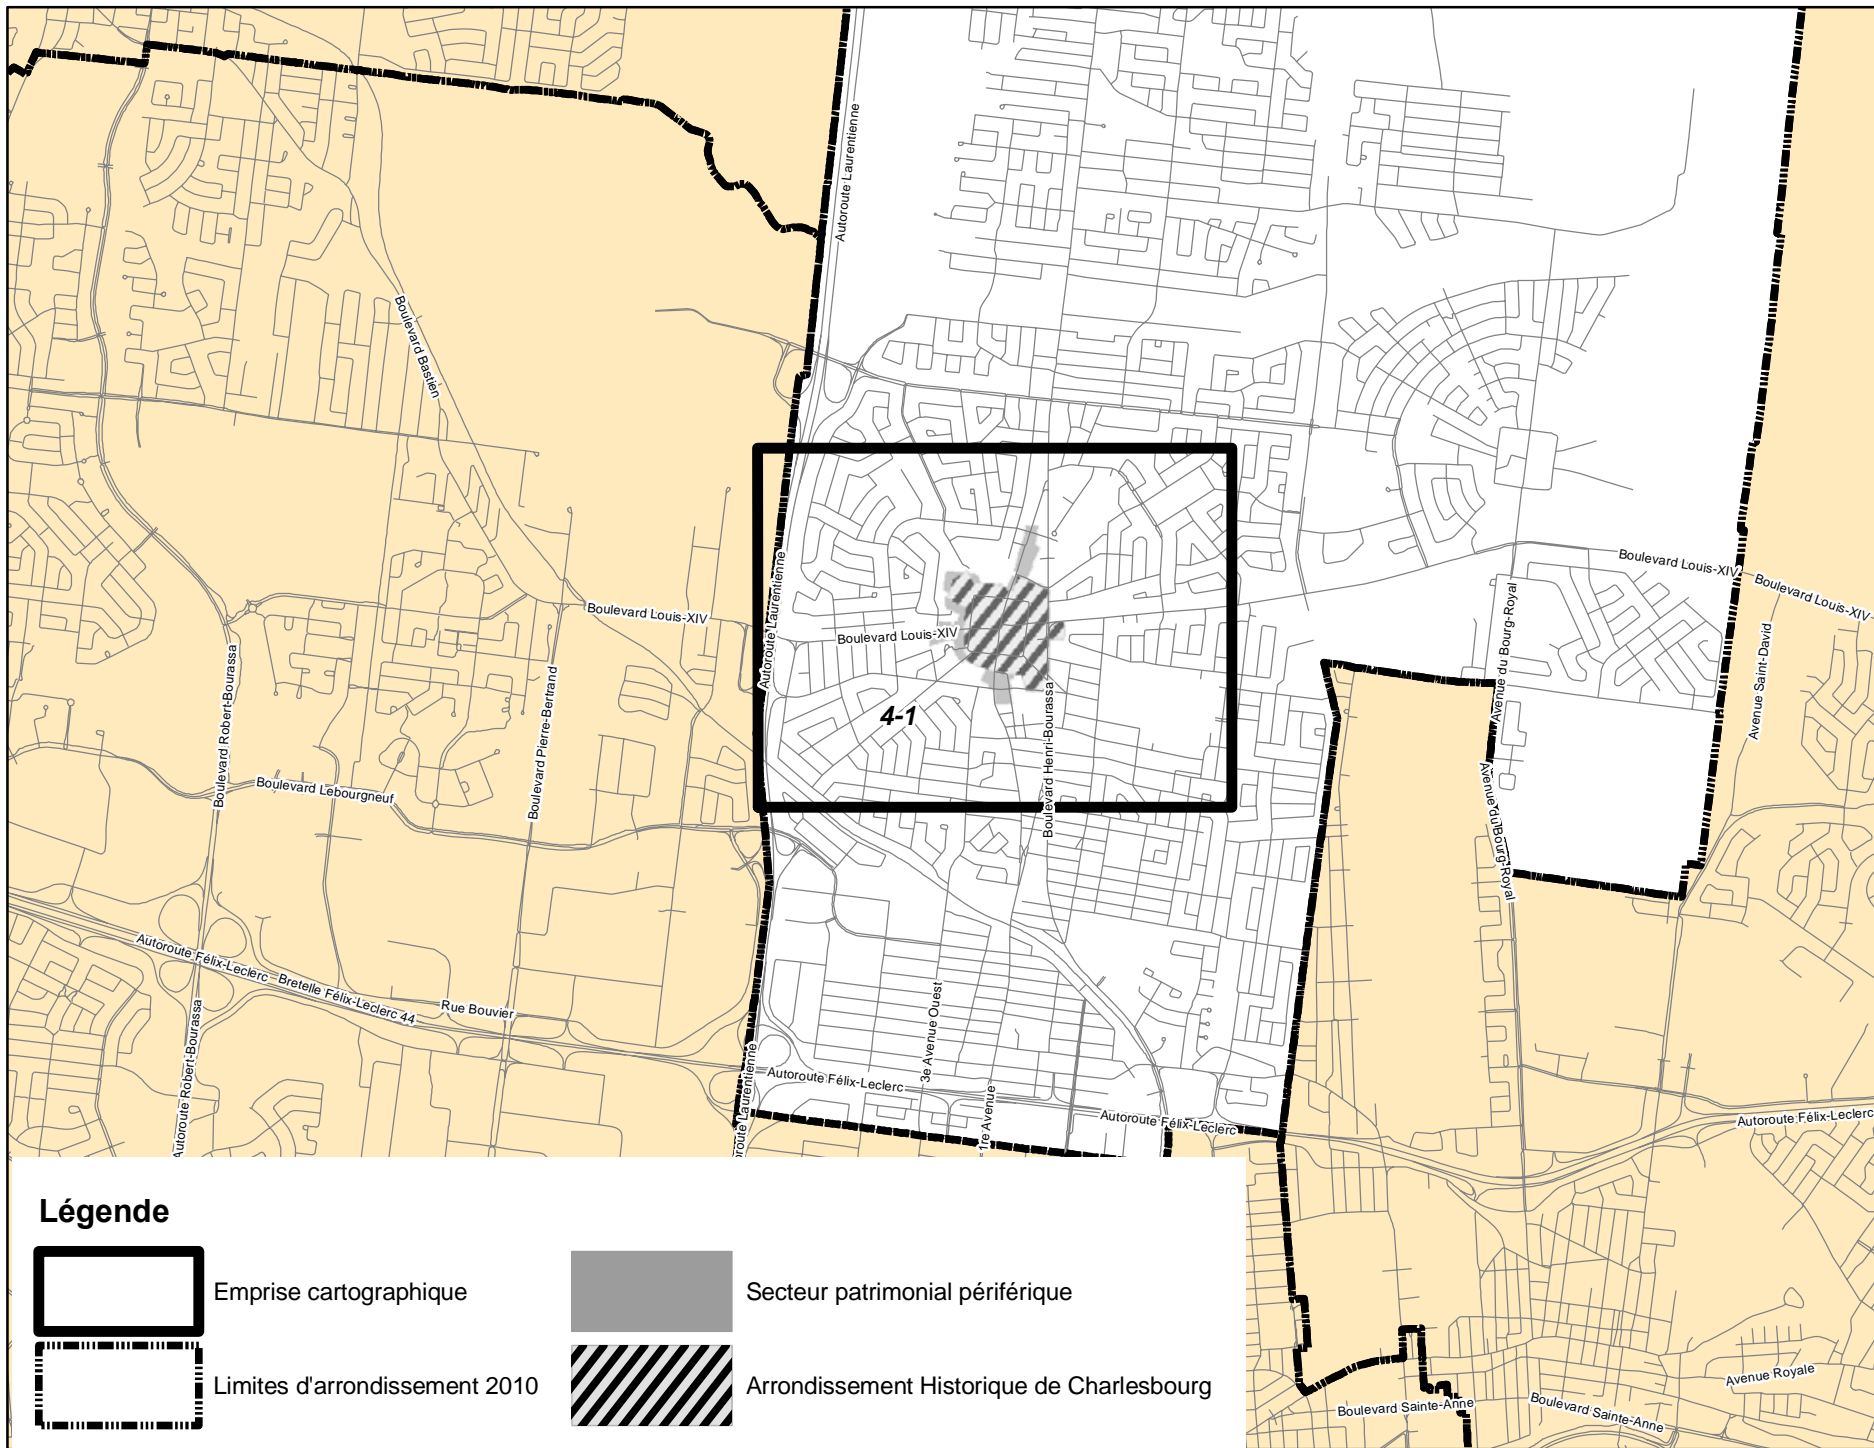 Autoroute Laurentienne
Boulevard Bastien
Boulevard Louis-XIV
Boulevard Louis-XIV
Boulevard Louis-XIV
Boulevard Louis-XIV
Autoroute Laurentienne
Avenue du Bourg-Royal
Avenue Saint-David
Boulevard Robert-Bourassa
Boulevard Pierre-Bertrand
4-1
Boulevard Henri-Bourassa
Boulevard Lebourgneuf
Avenue du Bourg-Royal
Autoroute Félix-Leclerc
Bretelle Félix-Leclerc 44
Rue Bouvier
Autoroute Robert-Bourassa
3e Avenue Ouest
1re Avenue
Autoroute Félix-Leclerc
Autoroute Félix-Leclerc
Autoroute Félix-Leclerc
oroute Laurentienne
Légende
Emprise cartographique
Secteur patrimonial périférique
Limites d'arrondissement 2010
Arrondissement Historique de Charlesbourg
Avenue Royale
Boulevard Sainte-Anne
Boulevard Sainte-Anne